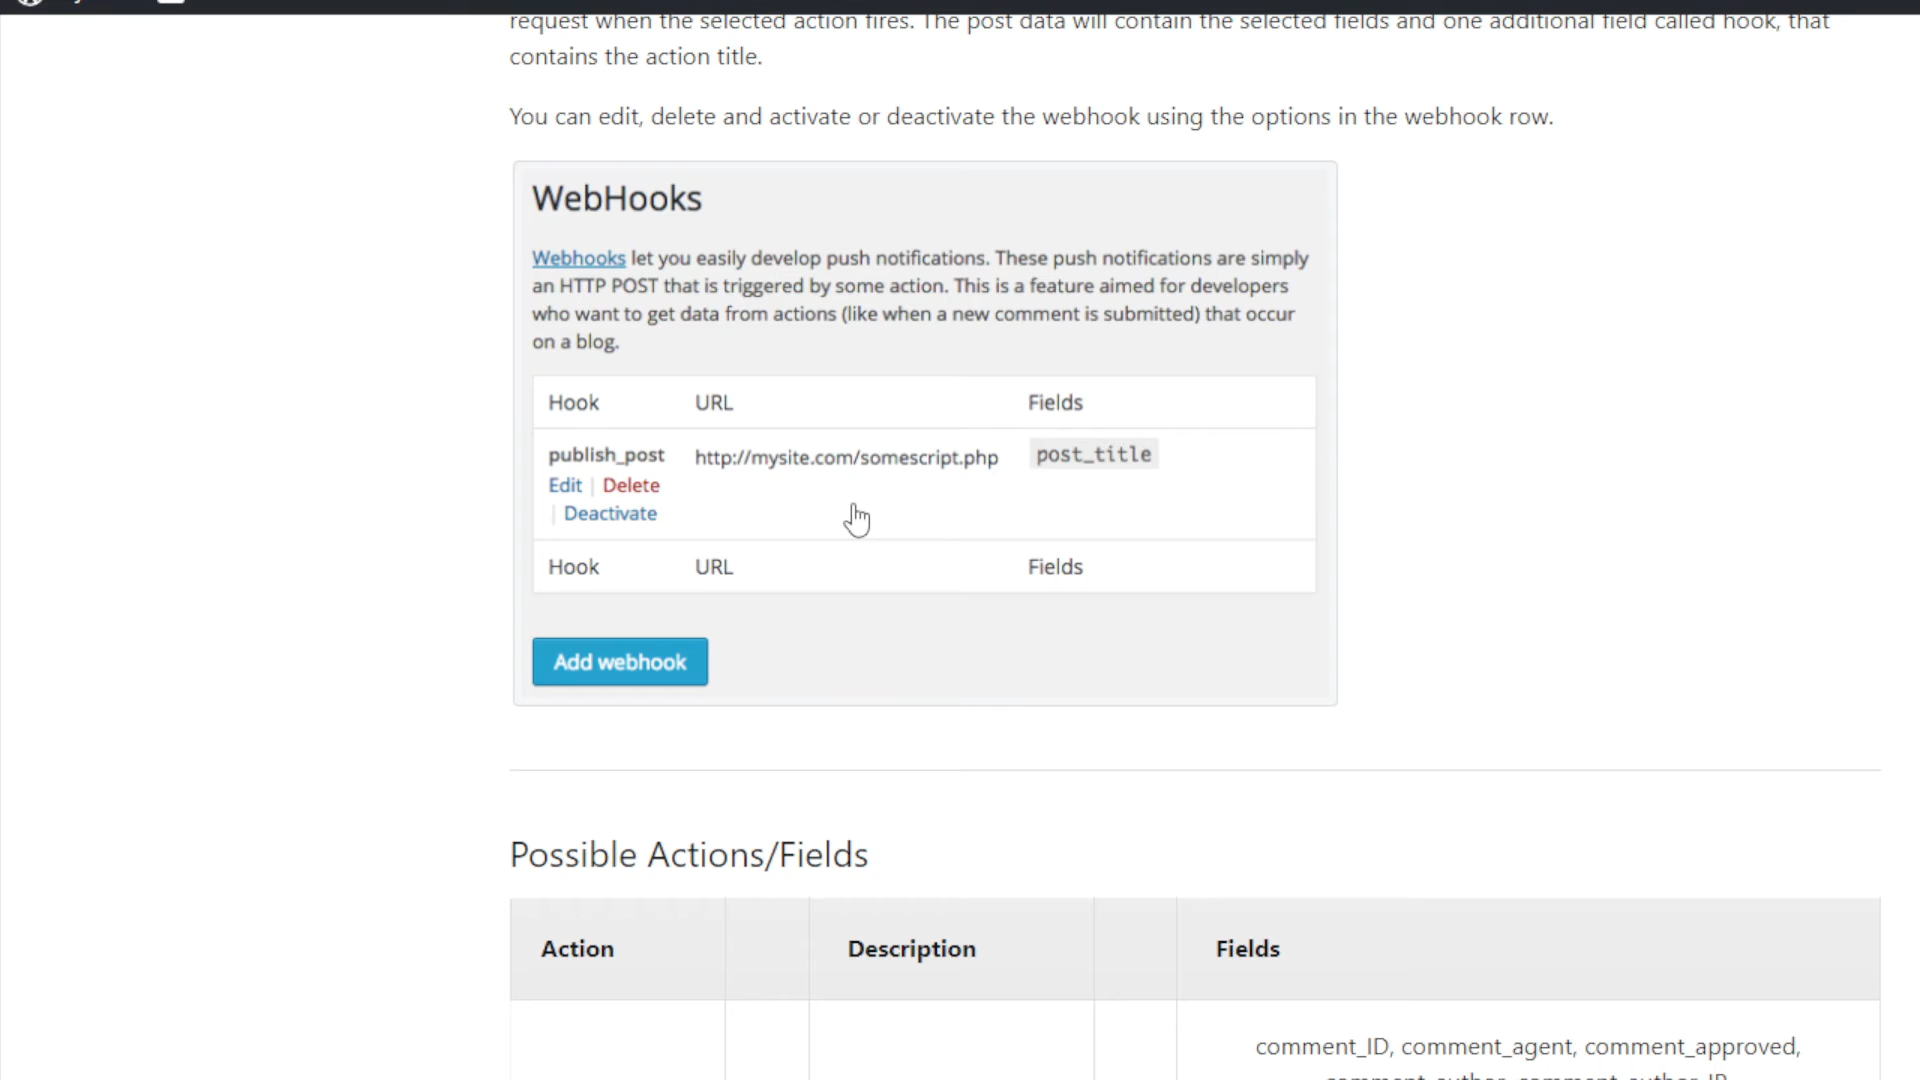 request when the selected action fires. The post data will contain the selected fields and one additional field called hook, that
contains the action title.
You can edit, delete and activate or deactivate the webhook using the options in the webhook row.
WebHooks
Webhooks let you easily develop push notifications. These push notifications are simply
an HTTP POST that is triggered by some action. This is a feature aimed for developers
who want to get data from actions (like when a new comment is submitted) that occur
on a blog.
Hook URL Fields
publish_post http://mysite.com/somescript.php post_title
Edit | Delete
| Deactivate
Hook URL Fields
Add webhook
Possible Actions/Fields
Action Description Fields
comment_ID, comment_agent, comment_approved,
comment_author, comment_author_IP